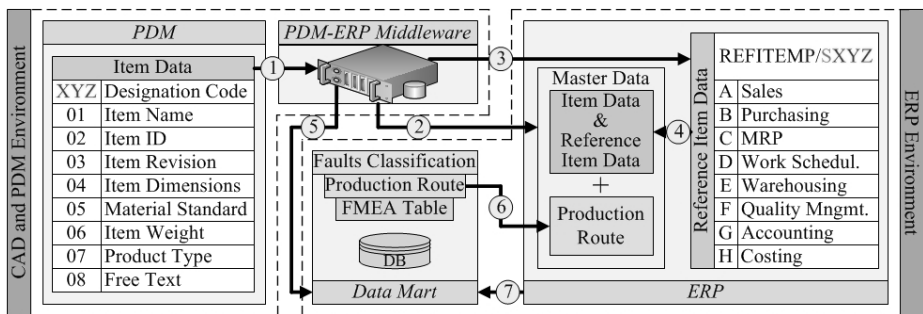 CAD and PDM Environment
PDM
Item Data
XYZ Designation Code
01 Item Name
02 Item ID
03 Item Revision
04 Item Dimensions
05 Material Standard
06 Item Weight
07 Product Type
08 Free Text
1
PDM-ERP Middleware
3
5
2
Faults Classification
Production Route
FMEA Table
DB
Data Mart
6
7
Master Data
Item Data
&
Reference
Item Data
+
Production
Route
4
ERP
Reference Item Data
REFITEMP/SXYZ
A Sales
B Purchasing
C MRP
D Work Schedul.
E Warehousing
F Quality Mngmt.
G Accounting
H Costing
ERP Environment